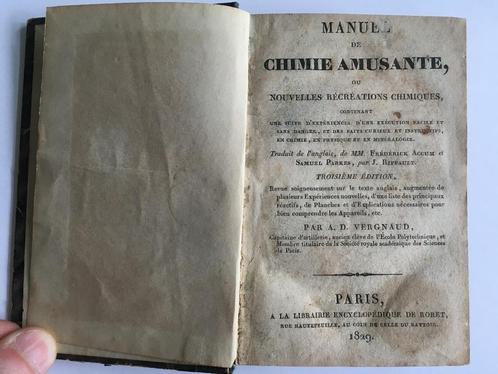 MANUEL
DE
CHIMIE AMUSANTE,
OU
NOUVELLES RÉCRÉATIONS CHIMIQUES,
CONTENANT
UNE SUITE D'EXPÉRIENCES D'UNE EXÉCUTION FACILE ET
SANS DANGER, ET DES FAITS CURIEUX ET INSTRUCTIFS,
EN CHIMIE, EN PHYSIQUE ET EN MINÉRALOGIE.
Traduit de l'anglais, de MM. FRÉDÉRICK ACCUM et
SAMUEL PARKES, par J. RIFFAULT.
TROISIÈME ÉDITION,
Revue soigneusement sur le texte anglais, augmentée de
plusieurs Expériences nouvelles, d'une liste des principaux
réactifs, de Planches et d'Explications nécessaires pour
bien comprendre les Appareils, etc.
PAR A. D. VERGNAUD,
Capitaine d'artillerie, ancien élève de l'École Polytechnique, et
Membre titulaire de la Société royale académique des Sciences
de Paris.
PARIS,
A LA LIBRAIRIE ENCYCLOPÉDIQUE DE RORET,
RUE HAUTEFEUILLE, AU COIN DE CELLE DU BATTOIR.
1829.